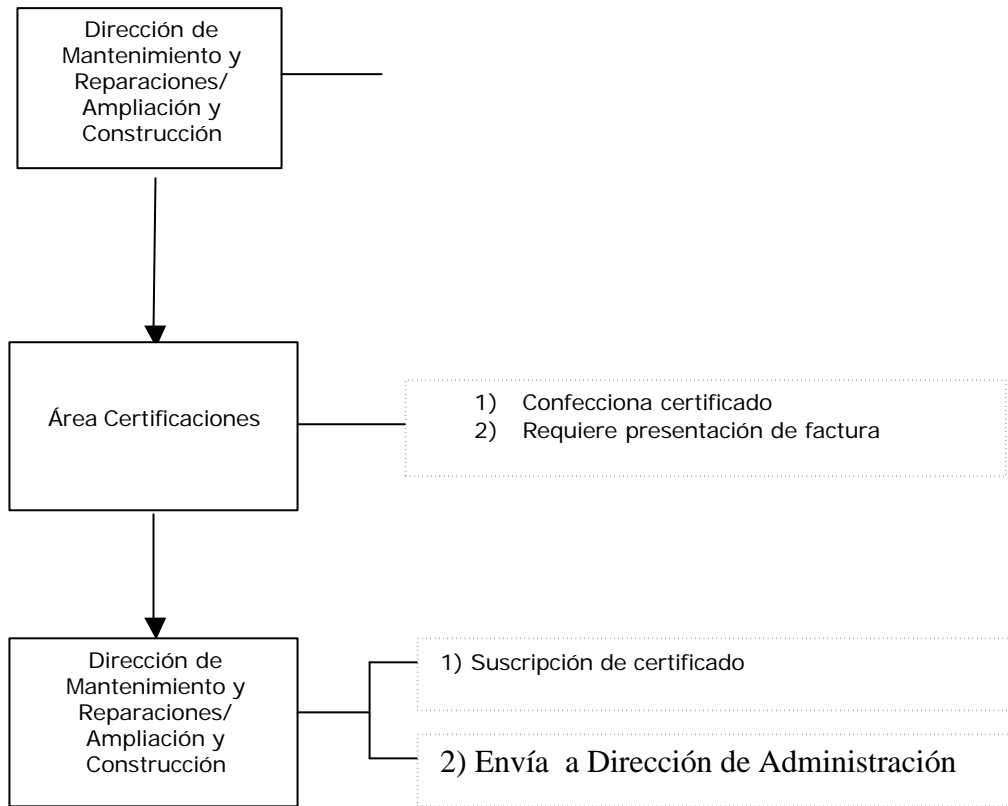 Dirección de
Mantenimiento y
Reparaciones/
Ampliación y
Construcción
Área Certificaciones
1) Confecciona certificado
2) Requiere presentación de factura
Dirección de
Mantenimiento y
Reparaciones/
Ampliación y
Construcción
1) Suscripción de certificado
2) Envía a Dirección de Administración